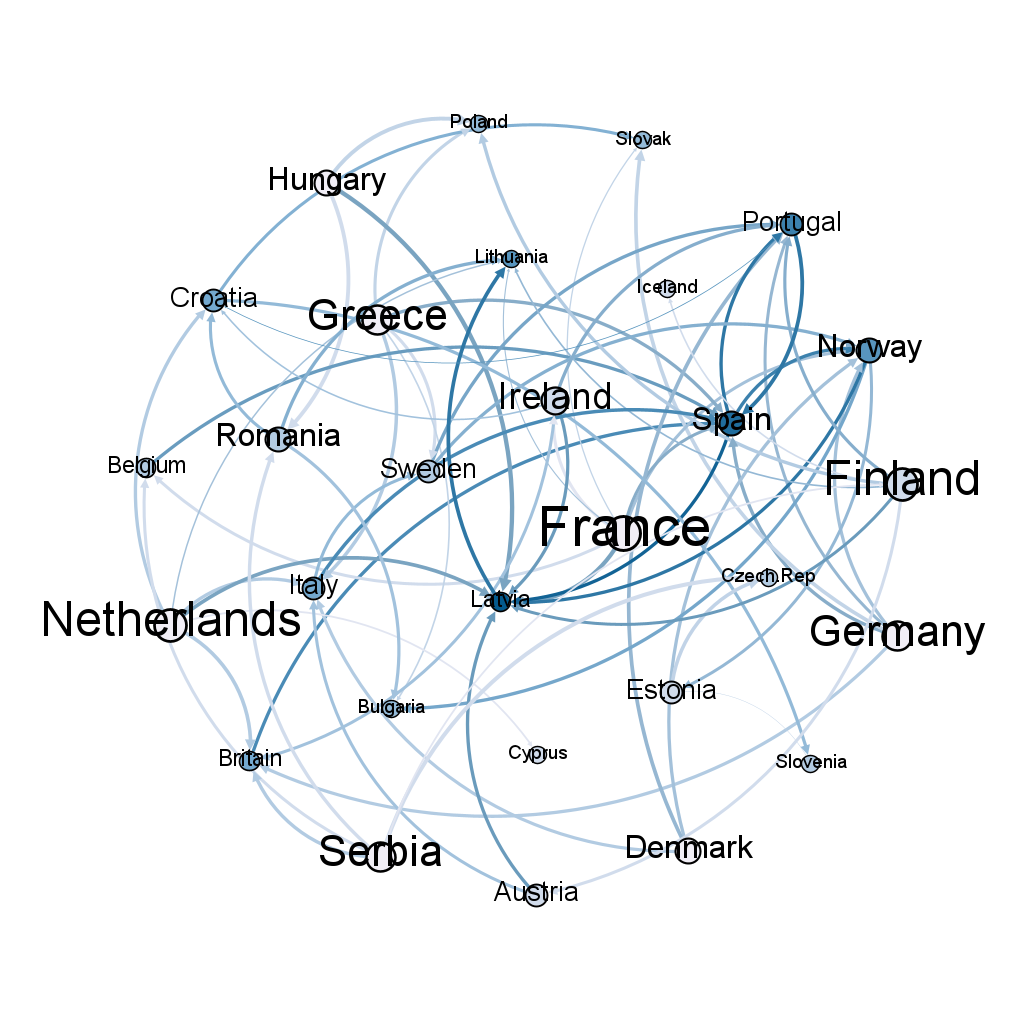 Poland
Slovak
Hungary
Portugal
Lithuania
Iceland
Croatia
Greece
Norway
Ireland
Spain
Romania
Belgium
Sweden
Finland
France
Czech.Rep
Italy
Latvia
Netherlands
Germany
Estonia
Bulgaria
Cyprus
Britain
Slovenia
Serbia
Denmark
Austria